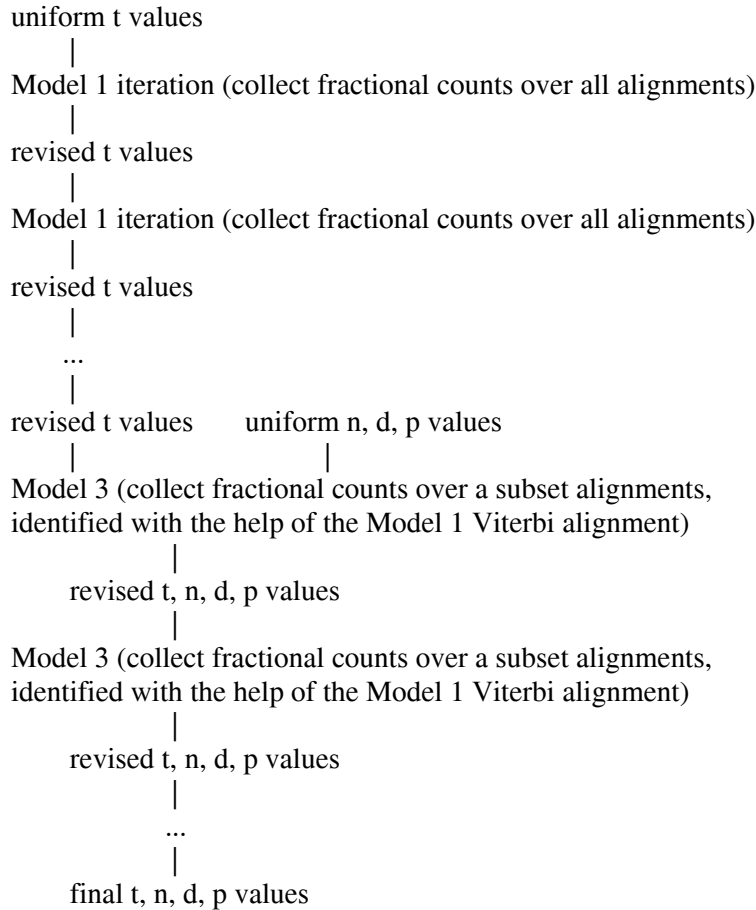 uniform t values
|
Model 1 iteration (collect fractional counts over all alignments)
|
revised t values
|
Model 1 iteration (collect fractional counts over all alignments)
|
revised t values
|
...
|
revised t values uniform n, d, p values
| |
Model 3 (collect fractional counts over a subset alignments,
identified with the help of the Model 1 Viterbi alignment)
|
revised t, n, d, p values
|
Model 3 (collect fractional counts over a subset alignments,
identified with the help of the Model 1 Viterbi alignment)
|
revised t, n, d, p values
|
...
|
final t, n, d, p values